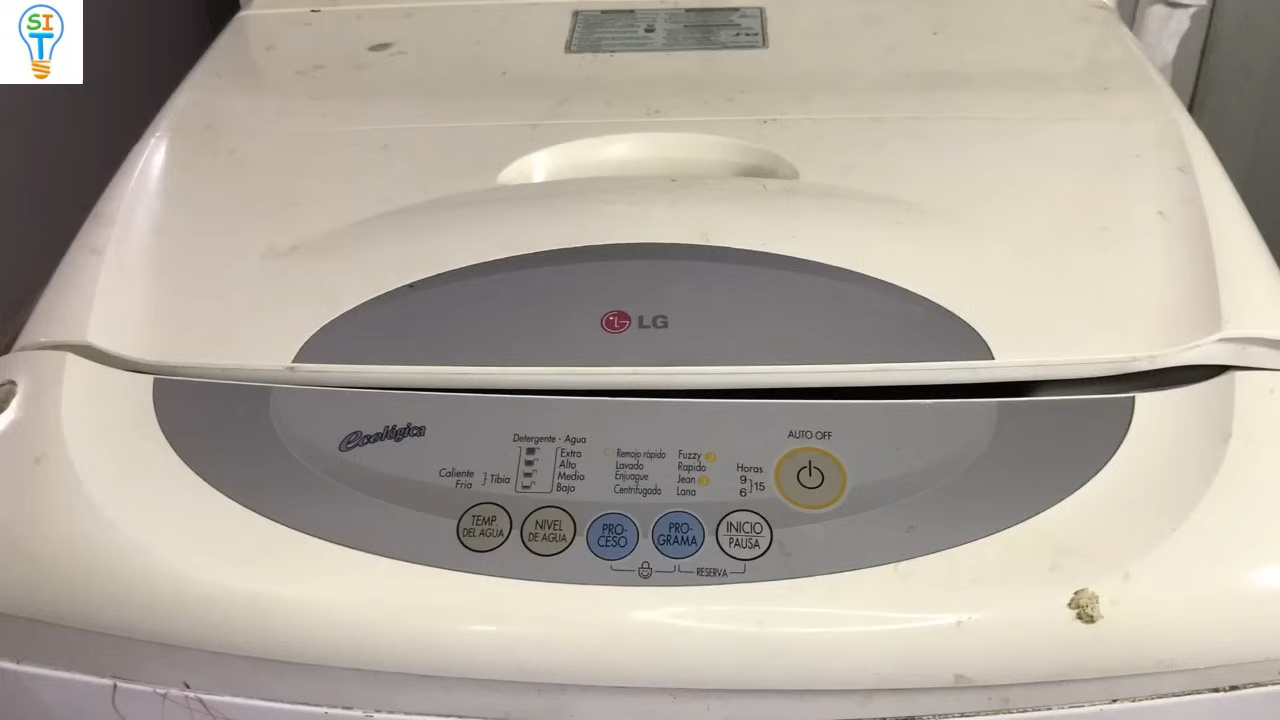 SIT
LG
Ecológica
AUTO OFF
Detergente - Agua
Extra
Alto
Medio
Bajo
Caliente
Fria
Tibia
Remojo rápido
Lavado
Enjuague
Centrifugado
Fuzzy
Rapido
Jean
Lana
Horas
9
6
15
TEMP.
DEL AGUA
NIVEL
DE AGUA
PRO-
CESO
PRO-
GRAMA
INICIO
PAUSA
RESERVA